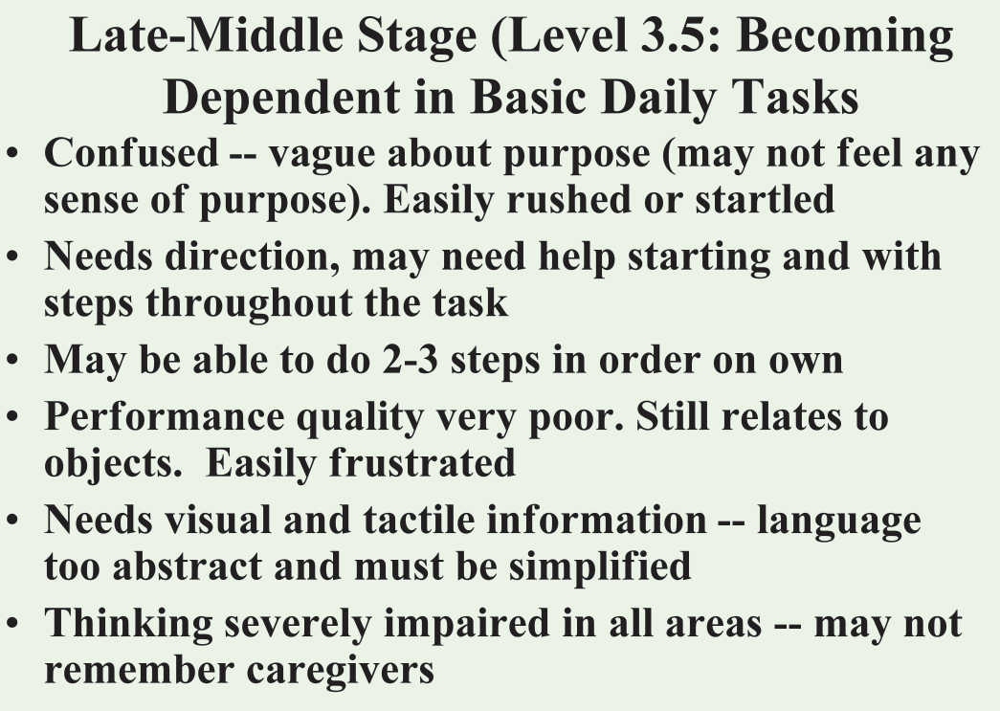 Late-Middle Stage (Level 3.5: Becoming
Dependent in Basic Daily Tasks
• Confused -- vague about purpose (may not feel any
sense of purpose). Easily rushed or startled
• Needs direction, may need help starting and with
steps throughout the task
• May be able to do 2-3 steps in order on own
• Performance quality very poor. Still relates to
objects.  Easily frustrated
• Needs visual and tactile information -- language
too abstract and must be simplified
• Thinking severely impaired in all areas -- may not
remember caregivers